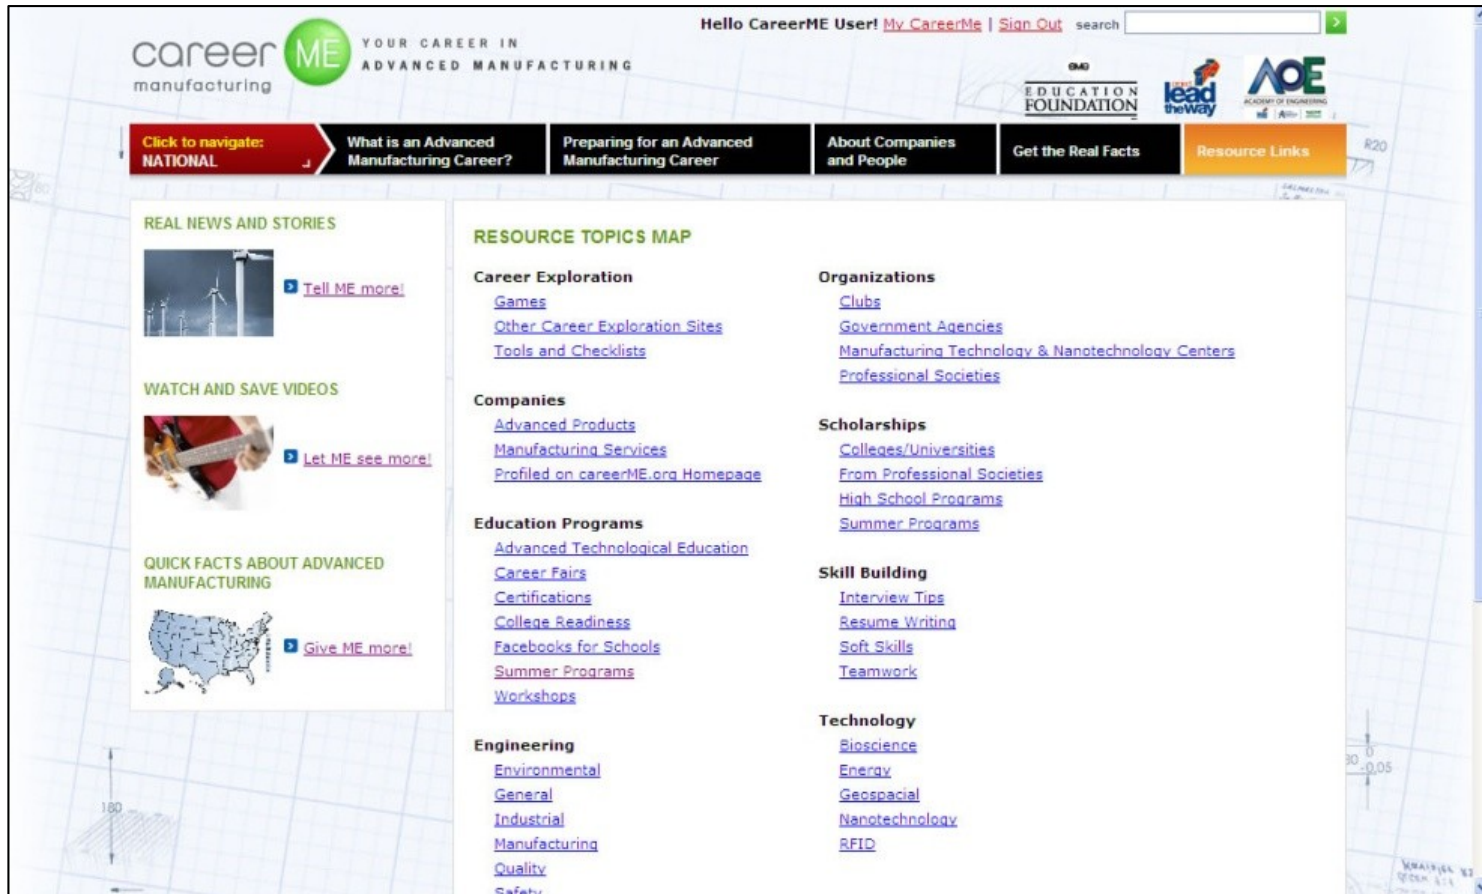 Hello CareerME User! My CareerMe | Sign Out search
career ME
manufacturing
YOUR CAREER IN
ADVANCED MANUFACTURING
EDUCATION
FOUNDATION
lead
the way
AOE
ACADEMY OF ENGINEERING
Click to navigate:
NATIONAL
What is an Advanced
Manufacturing Career?
Preparing for an Advanced
Manufacturing Career
About Companies
and People
Get the Real Facts
Resource Links
R20
REAL NEWS AND STORIES
Tell ME more!
WATCH AND SAVE VIDEOS
Let ME see more!
QUICK FACTS ABOUT ADVANCED
MANUFACTURING
Give ME more!
RESOURCE TOPICS MAP
Career Exploration
Games
Other Career Exploration Sites
Tools and Checklists
Companies
Advanced Products
Manufacturing Services
Profiled on careerME.org Homepage
Education Programs
Advanced Technological Education
Career Fairs
Certifications
College Readiness
Facebooks for Schools
Summer Programs
Workshops
Engineering
Environmental
General
Industrial
Manufacturing
Quality
Safety
Organizations
Clubs
Government Agencies
Manufacturing Technology & Nanotechnology Centers
Professional Societies
Scholarships
Colleges/Universities
From Professional Societies
High School Programs
Summer Programs
Skill Building
Interview Tips
Resume Writing
Soft Skills
Teamwork
Technology
Bioscience
Energy
Geospacial
Nanotechnology
RFID
180